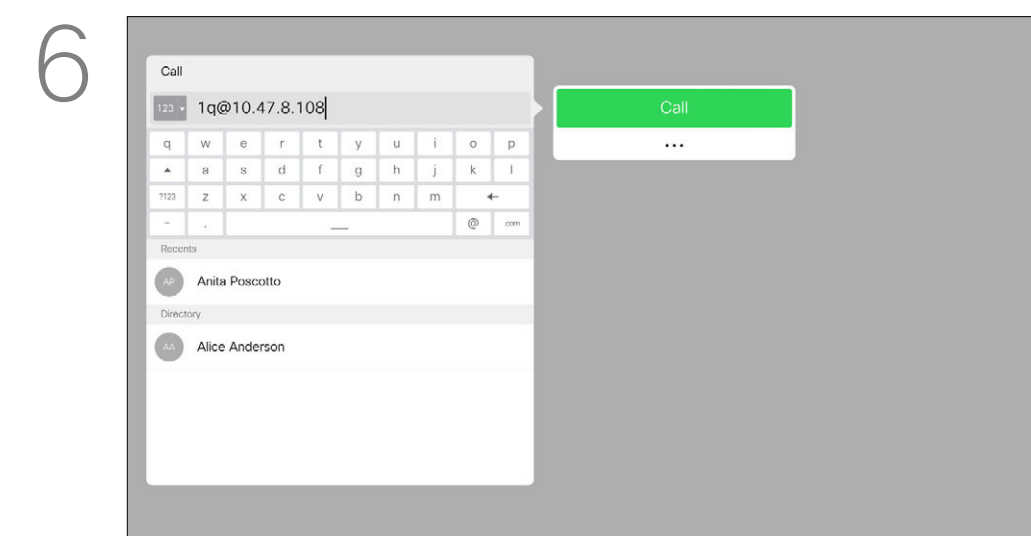 6
Call
123 1q@10.47.8.108
Call
...
q w e r t y u i o p
a s d f g h j k l
?123 z x c v b n m
- .
@ .com
Recents
AP Anita Poscotto
Directory
AA Alice Anderson